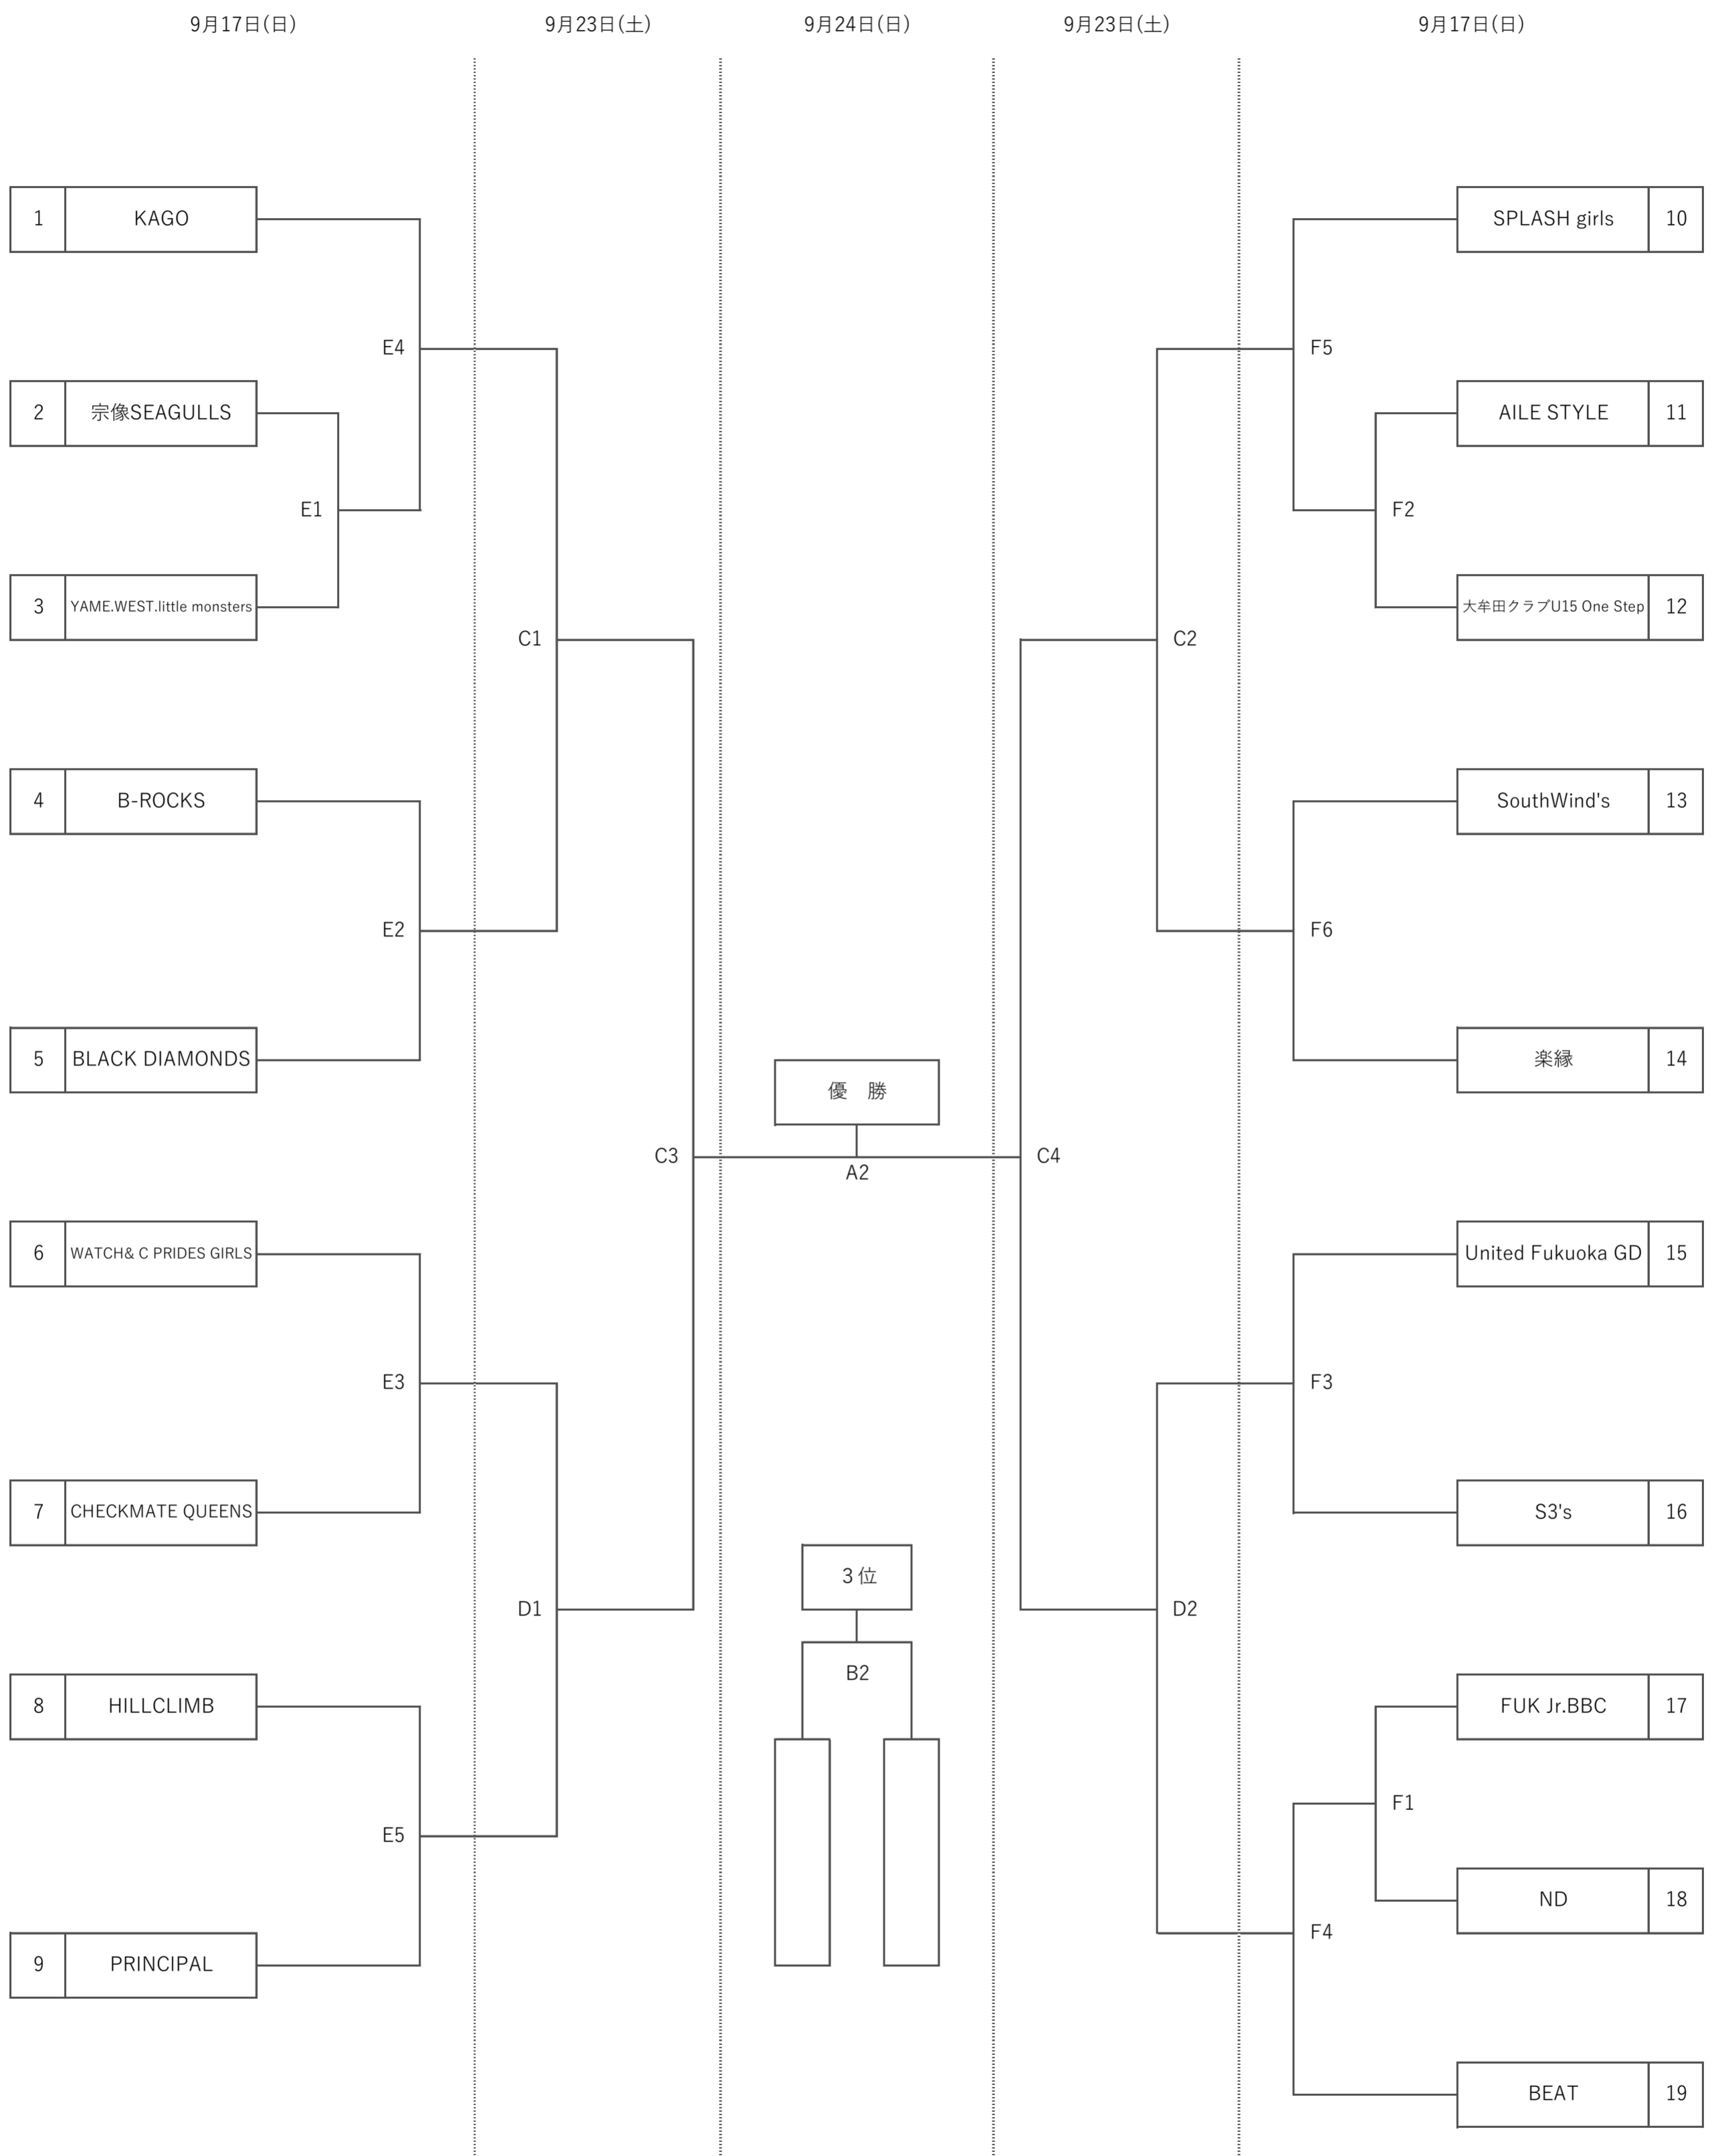 9月17日(日) 9月23日(土) 9月24日(日) 9月23日(土) 9月17日(日)
1 KAGO
SPLASH girls 10
E4
F5
2 宗像SEAGULLS
AILE STYLE 11
E1
F2
3 YAME.WEST.little monsters
大牟田クラブU15 One Step 12
C1
C2
4 B-ROCKS
SouthWind's 13
E2
F6
5 BLACK DIAMONDS
楽縁 14
優　勝
C3
A2
C4
6 WATCH& C PRIDES GIRLS
United Fukuoka GD 15
E3
F3
7 CHECKMATE QUEENS
S3's 16
３位
D1
D2
B2
8 HILLCLIMB
FUK Jr.BBC 17
F1
E5
ND 18
F4
9 PRINCIPAL
BEAT 19